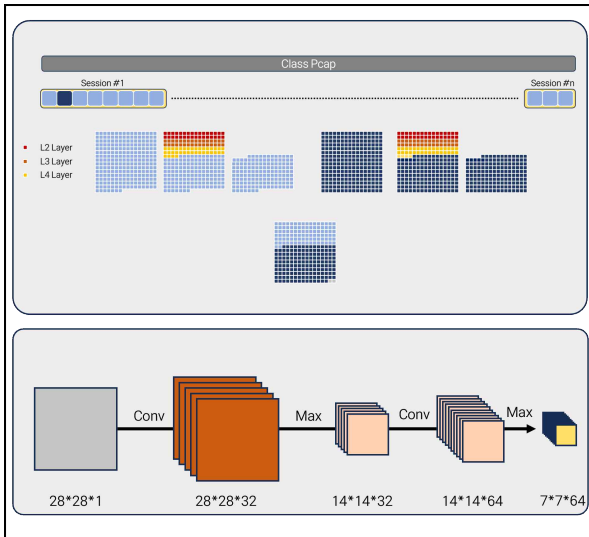 Class Pcap
Session #1
Session #n
L2 Layer
L3 Layer
L4 Layer
Conv
Max
Conv
Max
28*28*1
28*28*32
14*14*32
14*14*64
7*7*64